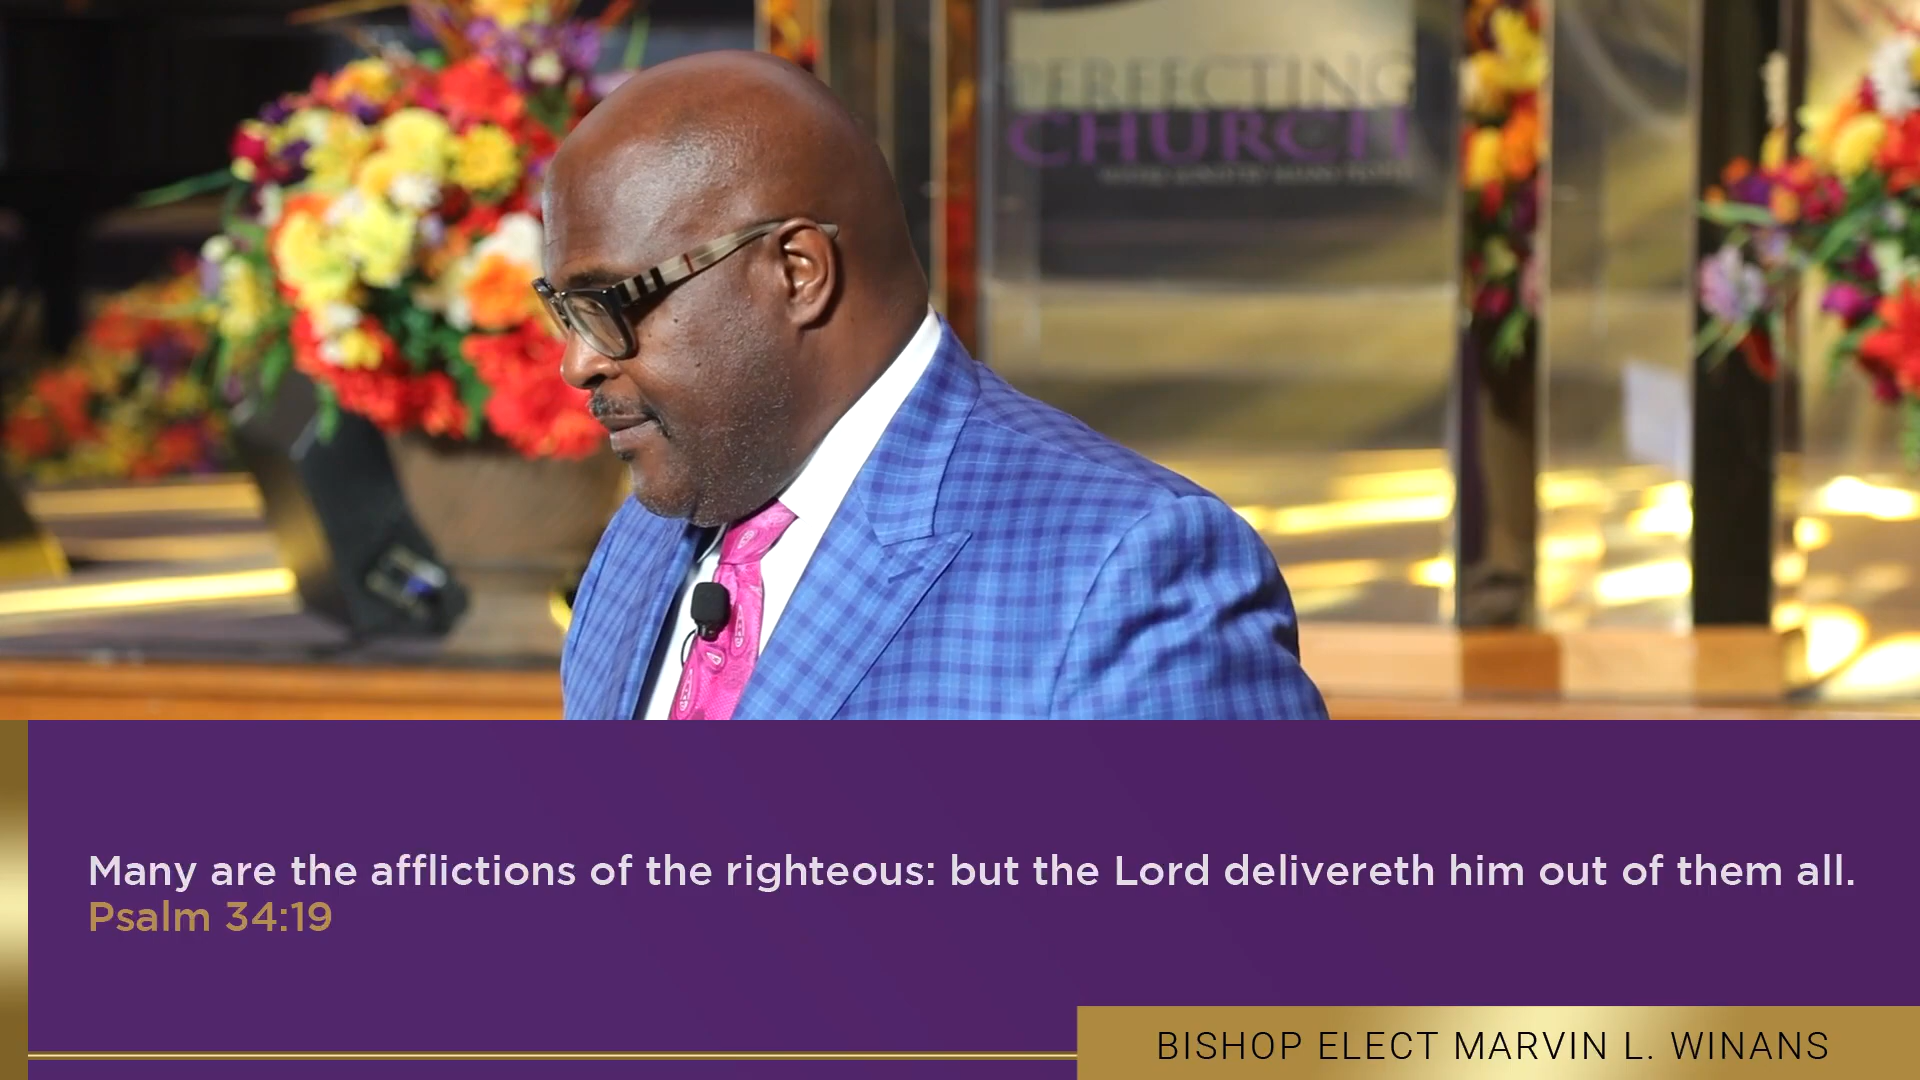 PERFECTING
CHURCH
Many are the afflictions of the righteous: but the Lord delivereth him out of them all.
Psalm 34:19
BISHOP ELECT MARVIN L. WINANS